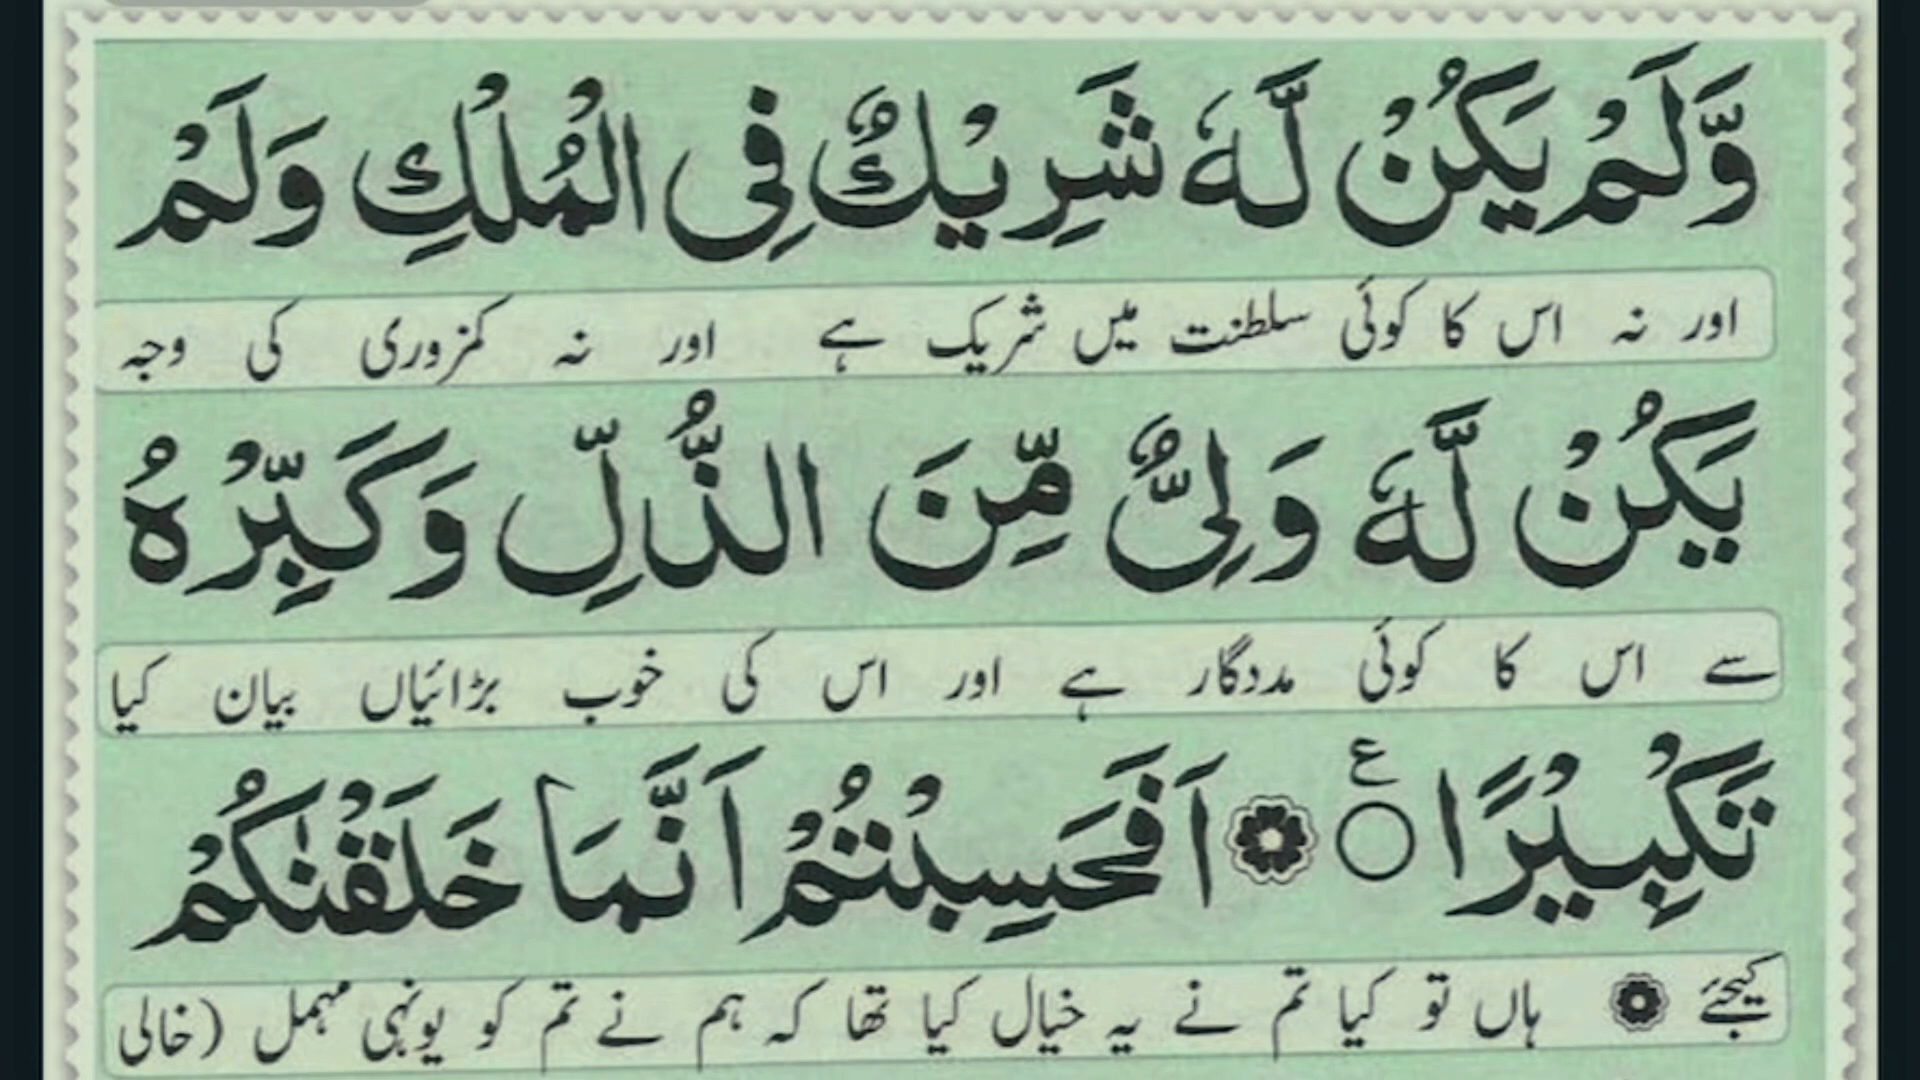 وَّلَمْ يَكُنْ لَّهٗ شَرِيْكٌ فِى الْمُلْكِ وَلَمْ
اور نہ اس کا کوئی سلطنت میں شریک ہے اور نہ کمزوری کی وجہ
يَكُنْ لَّهٗ وَلِىٌّ مِّنَ الذُّلِّ وَكَبِّرْهُ
سے اس کا کوئی مددگار ہے اور اس کی خوب بڑائیاں بیان کیا
تَكْبِيْرًا ع اَفَحَسِبْتُمْ اَنَّمَا خَلَقْنٰكُمْ
کیجئے ہاں تو کیا تم نے یہ خیال کیا تھا کہ ہم نے تم کو یونہی مہمل (خالی